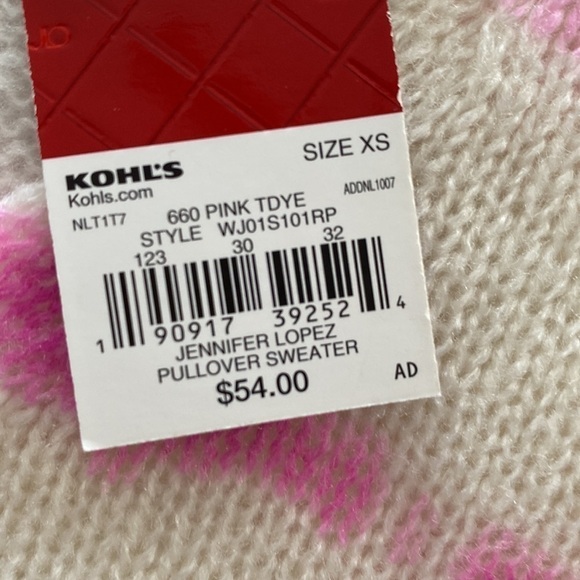 JO
SIZE XS
KOHL'S
Kohls.com
ADDNL1007
NLT1T7
660 PINK TDYE
STYLE WJ01S101RP
123 30 32
1 90917 39252 4
JENNIFER LOPEZ
PULLOVER SWEATER
$54.00
AD